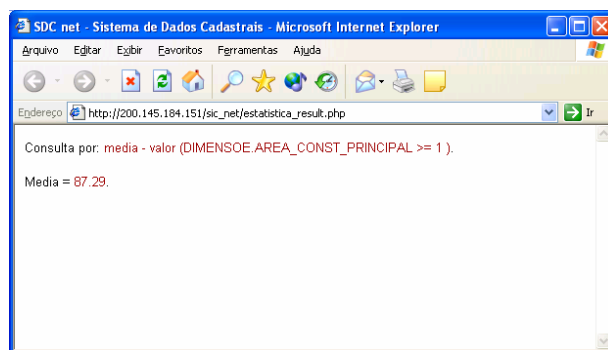 SDC net - Sistema de Dados Cadastrais - Microsoft Internet Explorer
Arquivo Editar Exibir Favoritos Ferramentas Ajuda
Endereço http://200.145.184.151/sic_net/estatistica_result.php Ir
Consulta por: media - valor (DIMENSOE.AREA_CONST_PRINCIPAL >= 1 ).
Media = 87.29.